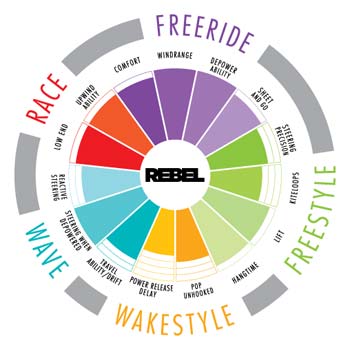 FREERIDE
FREESTYLE
WAKESTYLE
WAVE
RACE
WINDRANGE
DEPOWER
ABILITY
SHEET
AND GO
STEERING
PRECISION
KITELOOPS
LIFT
HANGTIME
POP
UNHOOKED
POWER RELEASE
DELAY
TRAVEL
ABILITY/DRIFT
STEERING WHEN
DEPOWERED
REACTIVE
STEERING
LOW END
UPWIND
ABILITY
COMFORT
REBEL